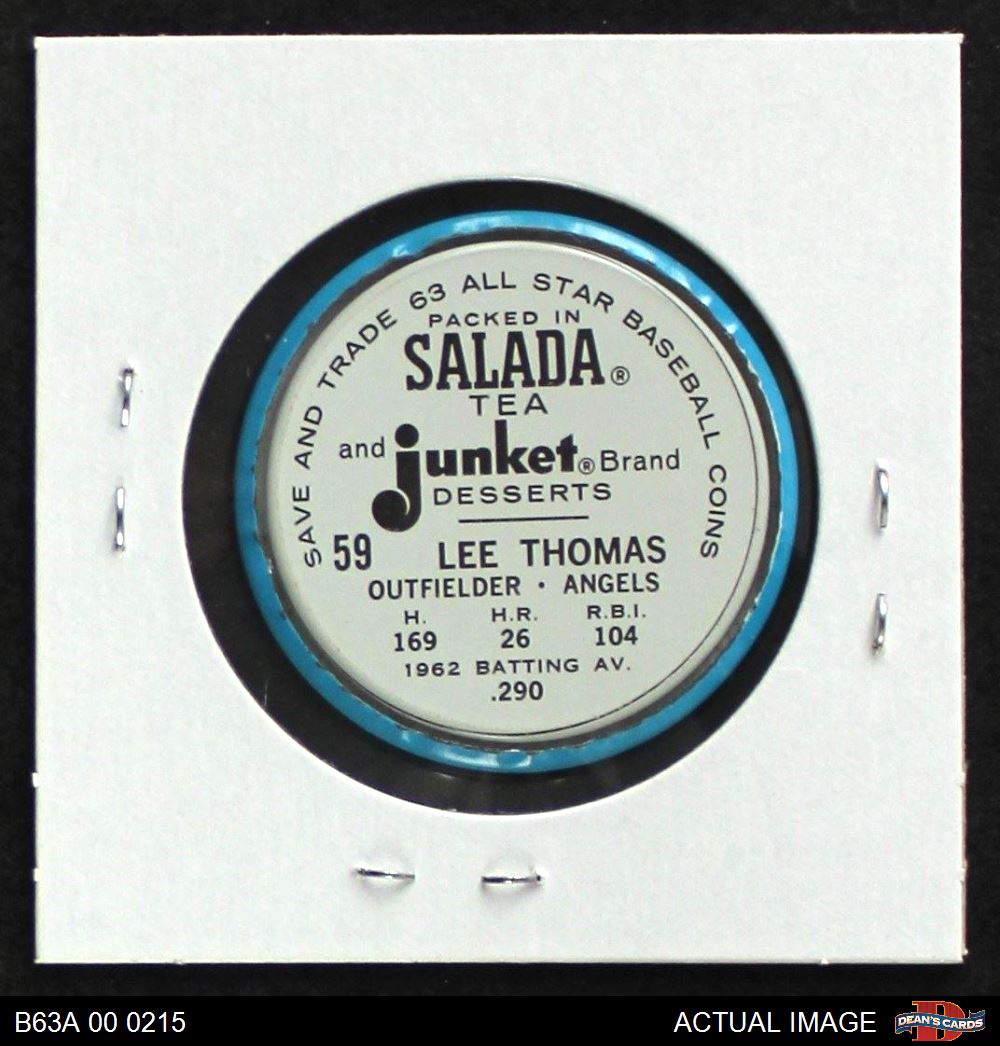 SAVE AND TRADE 63 ALL STAR BASEBALL COINS
PACKED IN
SALADA®
TEA
and junket® Brand
DESSERTS
59 LEE THOMAS
OUTFIELDER · ANGELS
H. H.R. R.B.I.
169 26 104
1962 BATTING AV.
.290
B63A 00 0215 ACTUAL IMAGE DEAN'S CARDS